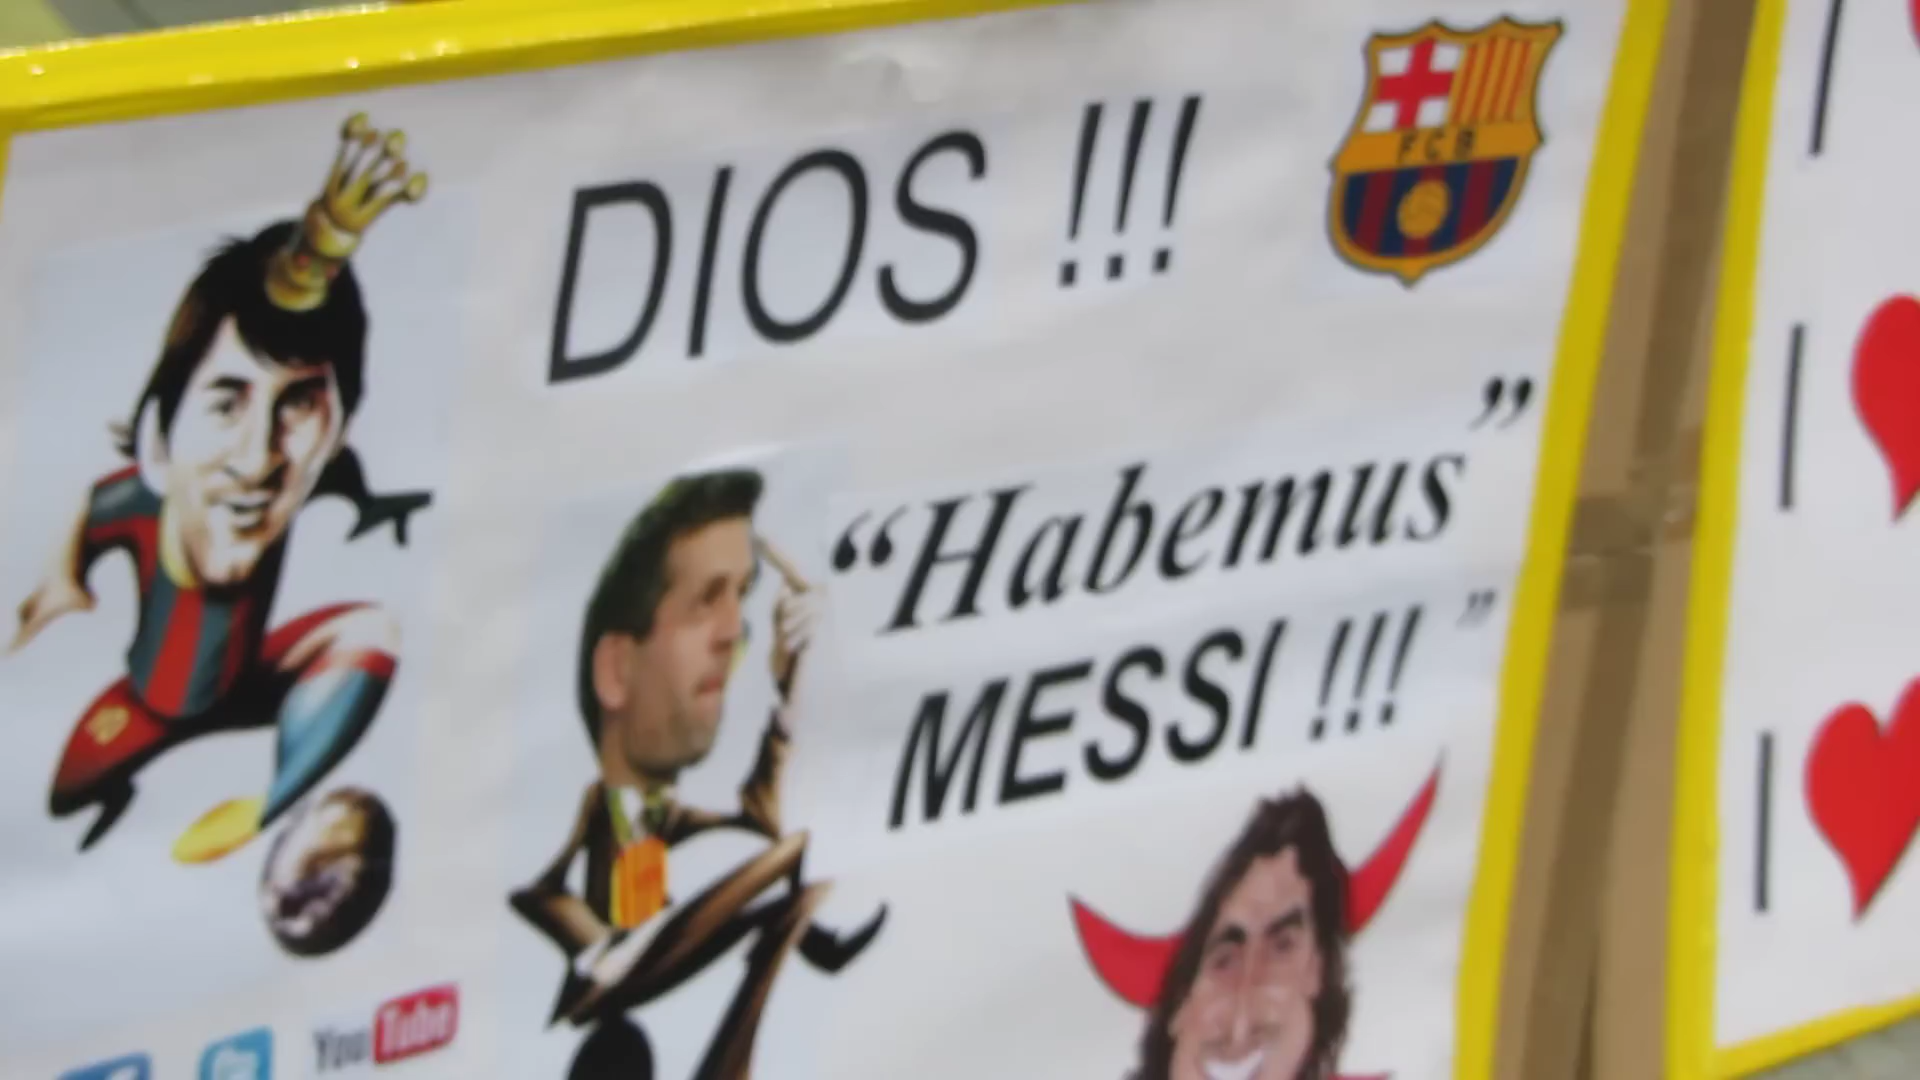 DIOS !!!
FCB
“Habemus”
MESSI !!! ”
YouTube
I
I
I